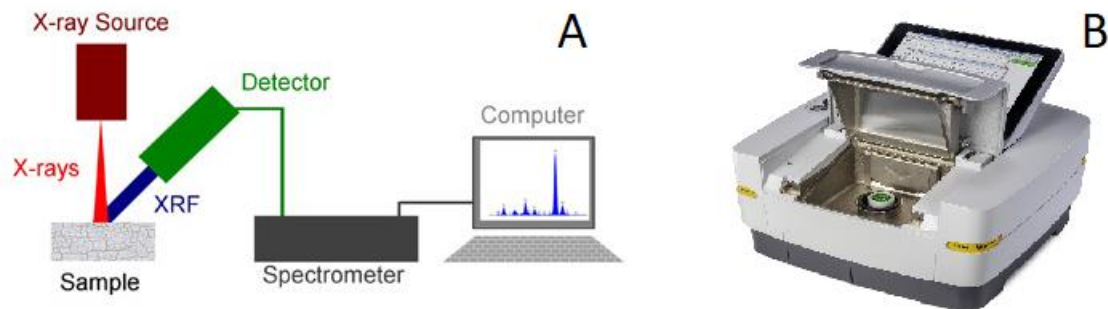 X-ray Source
A
B
Detector
Computer
X-rays
XRF
Sample
Spectrometer